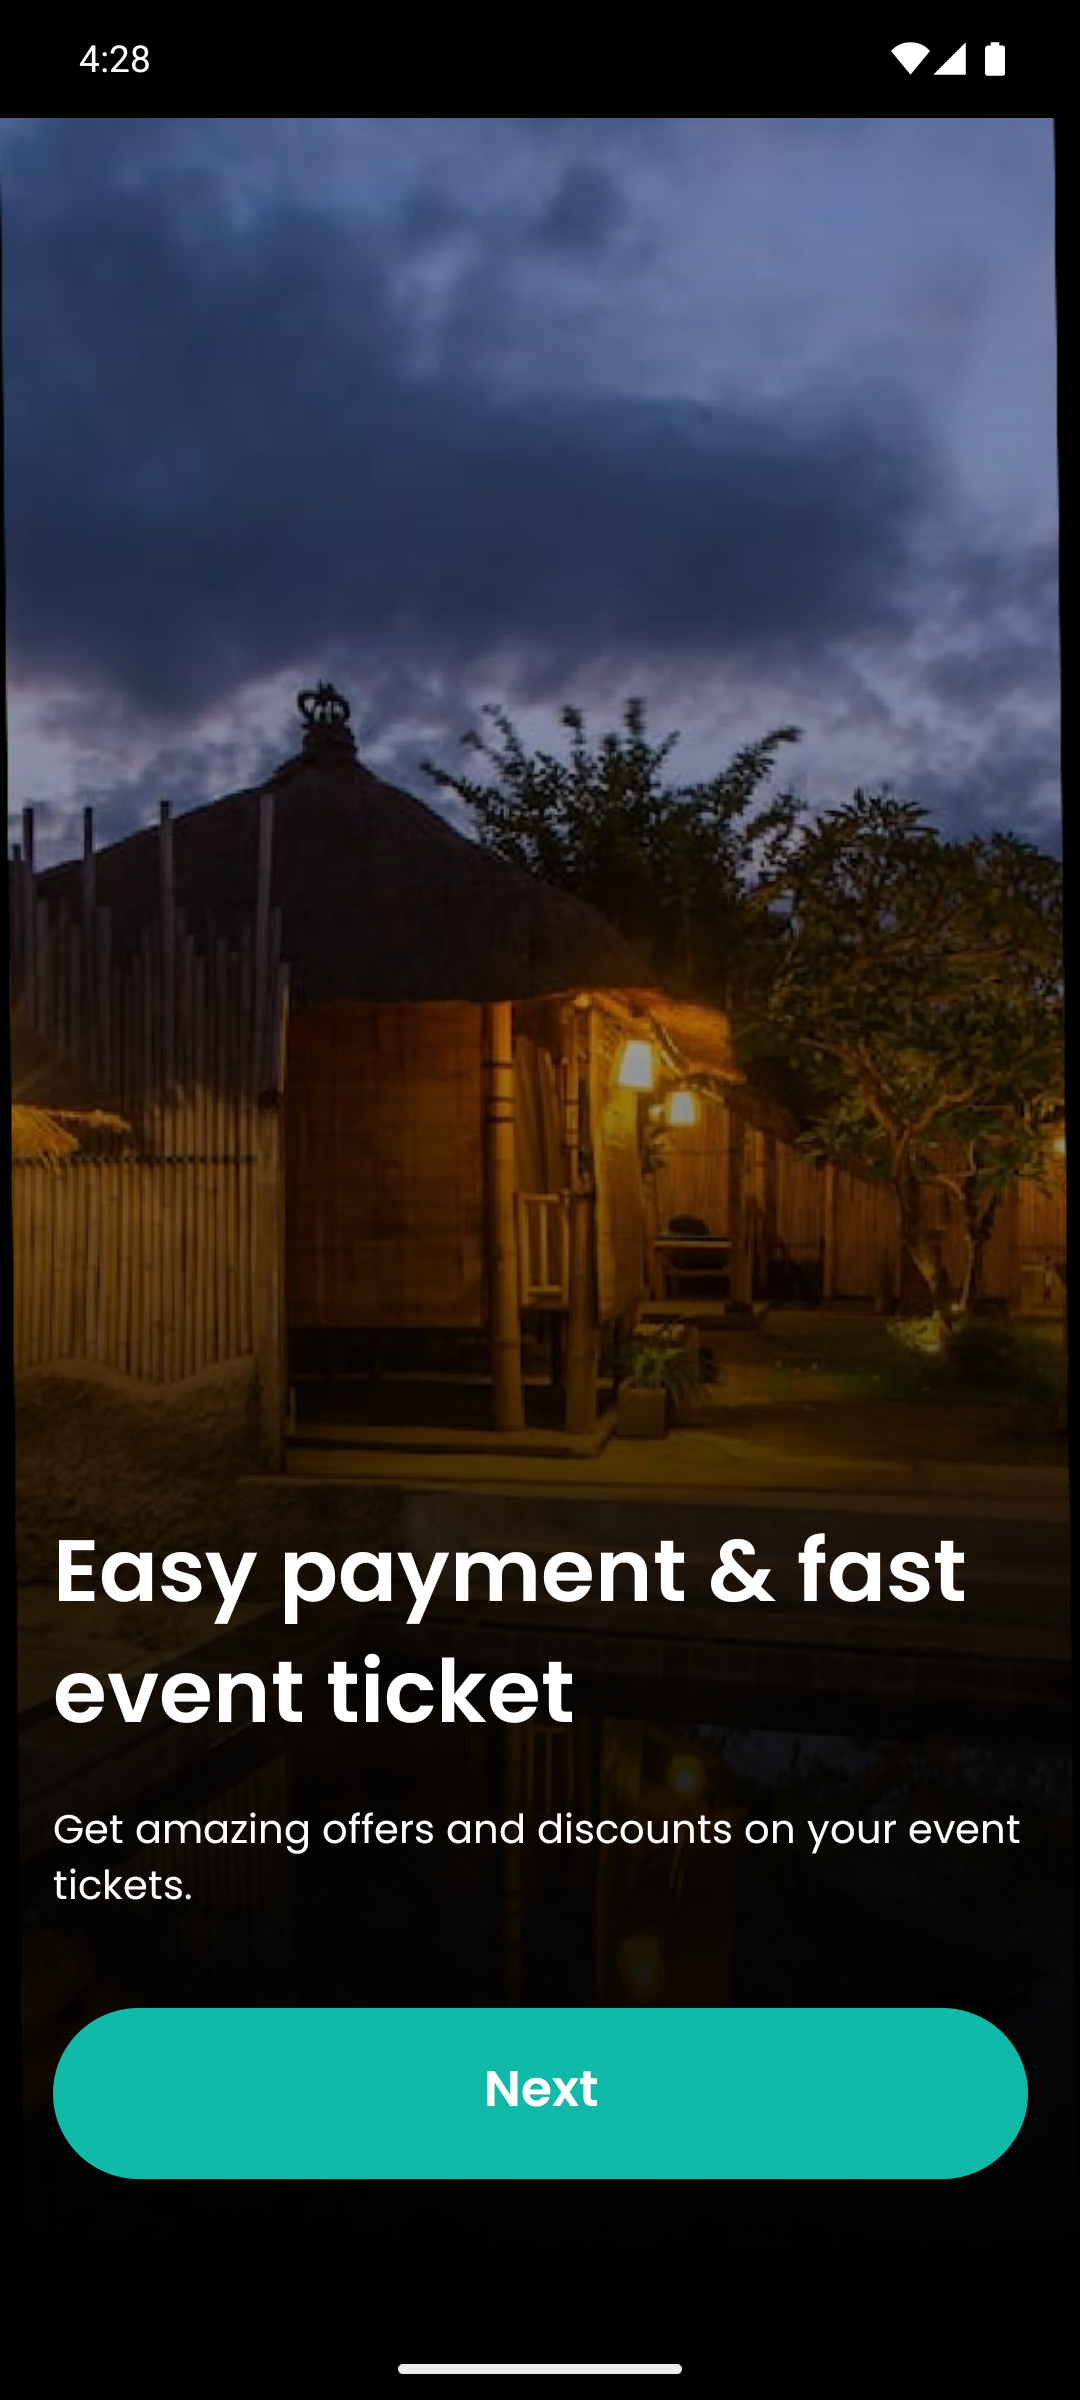 4:28
Easy payment & fast
event ticket
Get amazing offers and discounts on your event
tickets.
Next